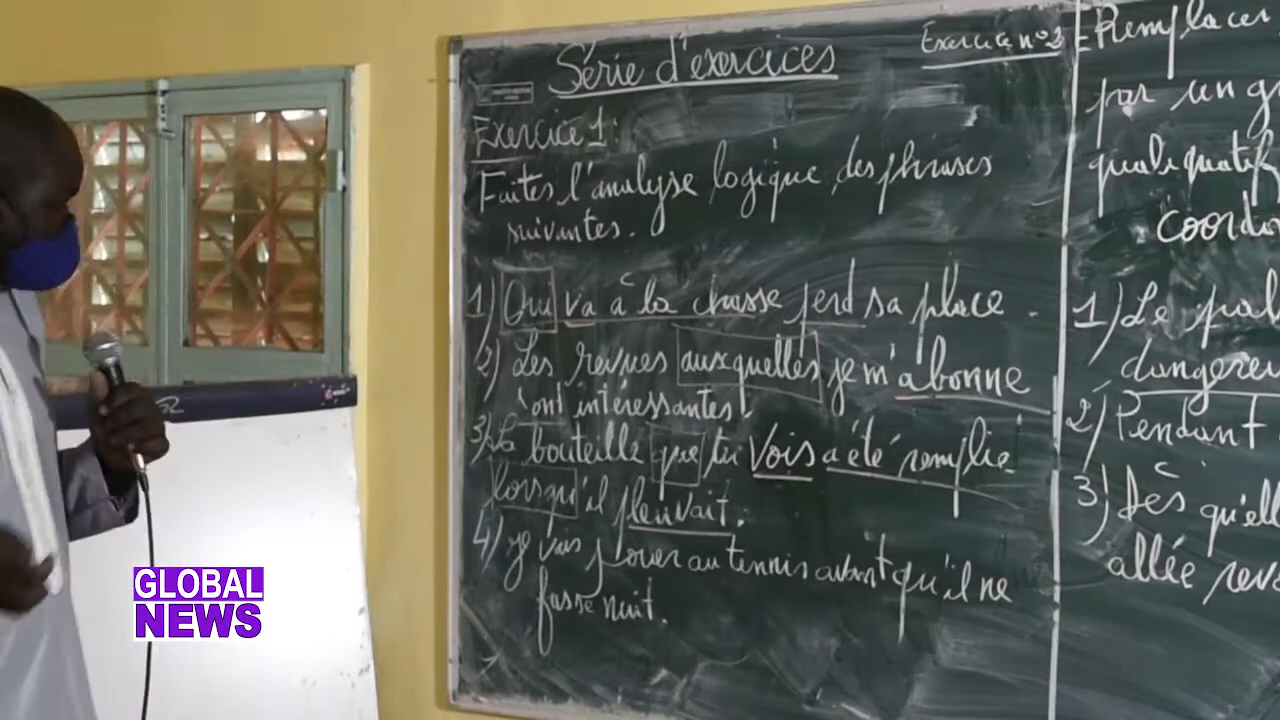 Série d'exercices
Exercice 1:
Faites l'analyse logique des phrases
suivantes.
1) Qui va à la chasse perd sa place.
2) Les revues auxquelles je m'abonne
sont intéressantes.
3) La bouteille que tu vois a été remplie
lorsqu'il pleuvait.
4) Je vais jouer au tennis avant qu'il ne
fasse nuit.
Exercice n°2: Remplacer
par un
coordo
1) Le
2) Pendant
3) Dès qu'ell
allée
GLOBAL
NEWS